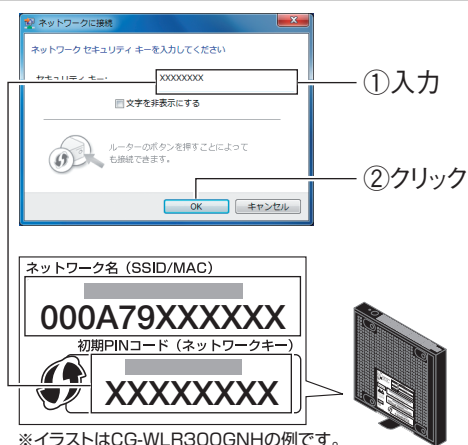 ネットワークに接続
ネットワーク セキュリティ キーを入力してください
セキュリティ キー:
XXXXXXXX
①入力
文字を非表示にする
ルーターのボタンを押すことによって
も接続できます。
②クリック
OK
キャンセル
ネットワーク名（SSID/MAC）
000A79XXXXXX
初期PINコード（ネットワークキー）
XXXXXXXX
※イラストはCG-WLR300GNHの例です。